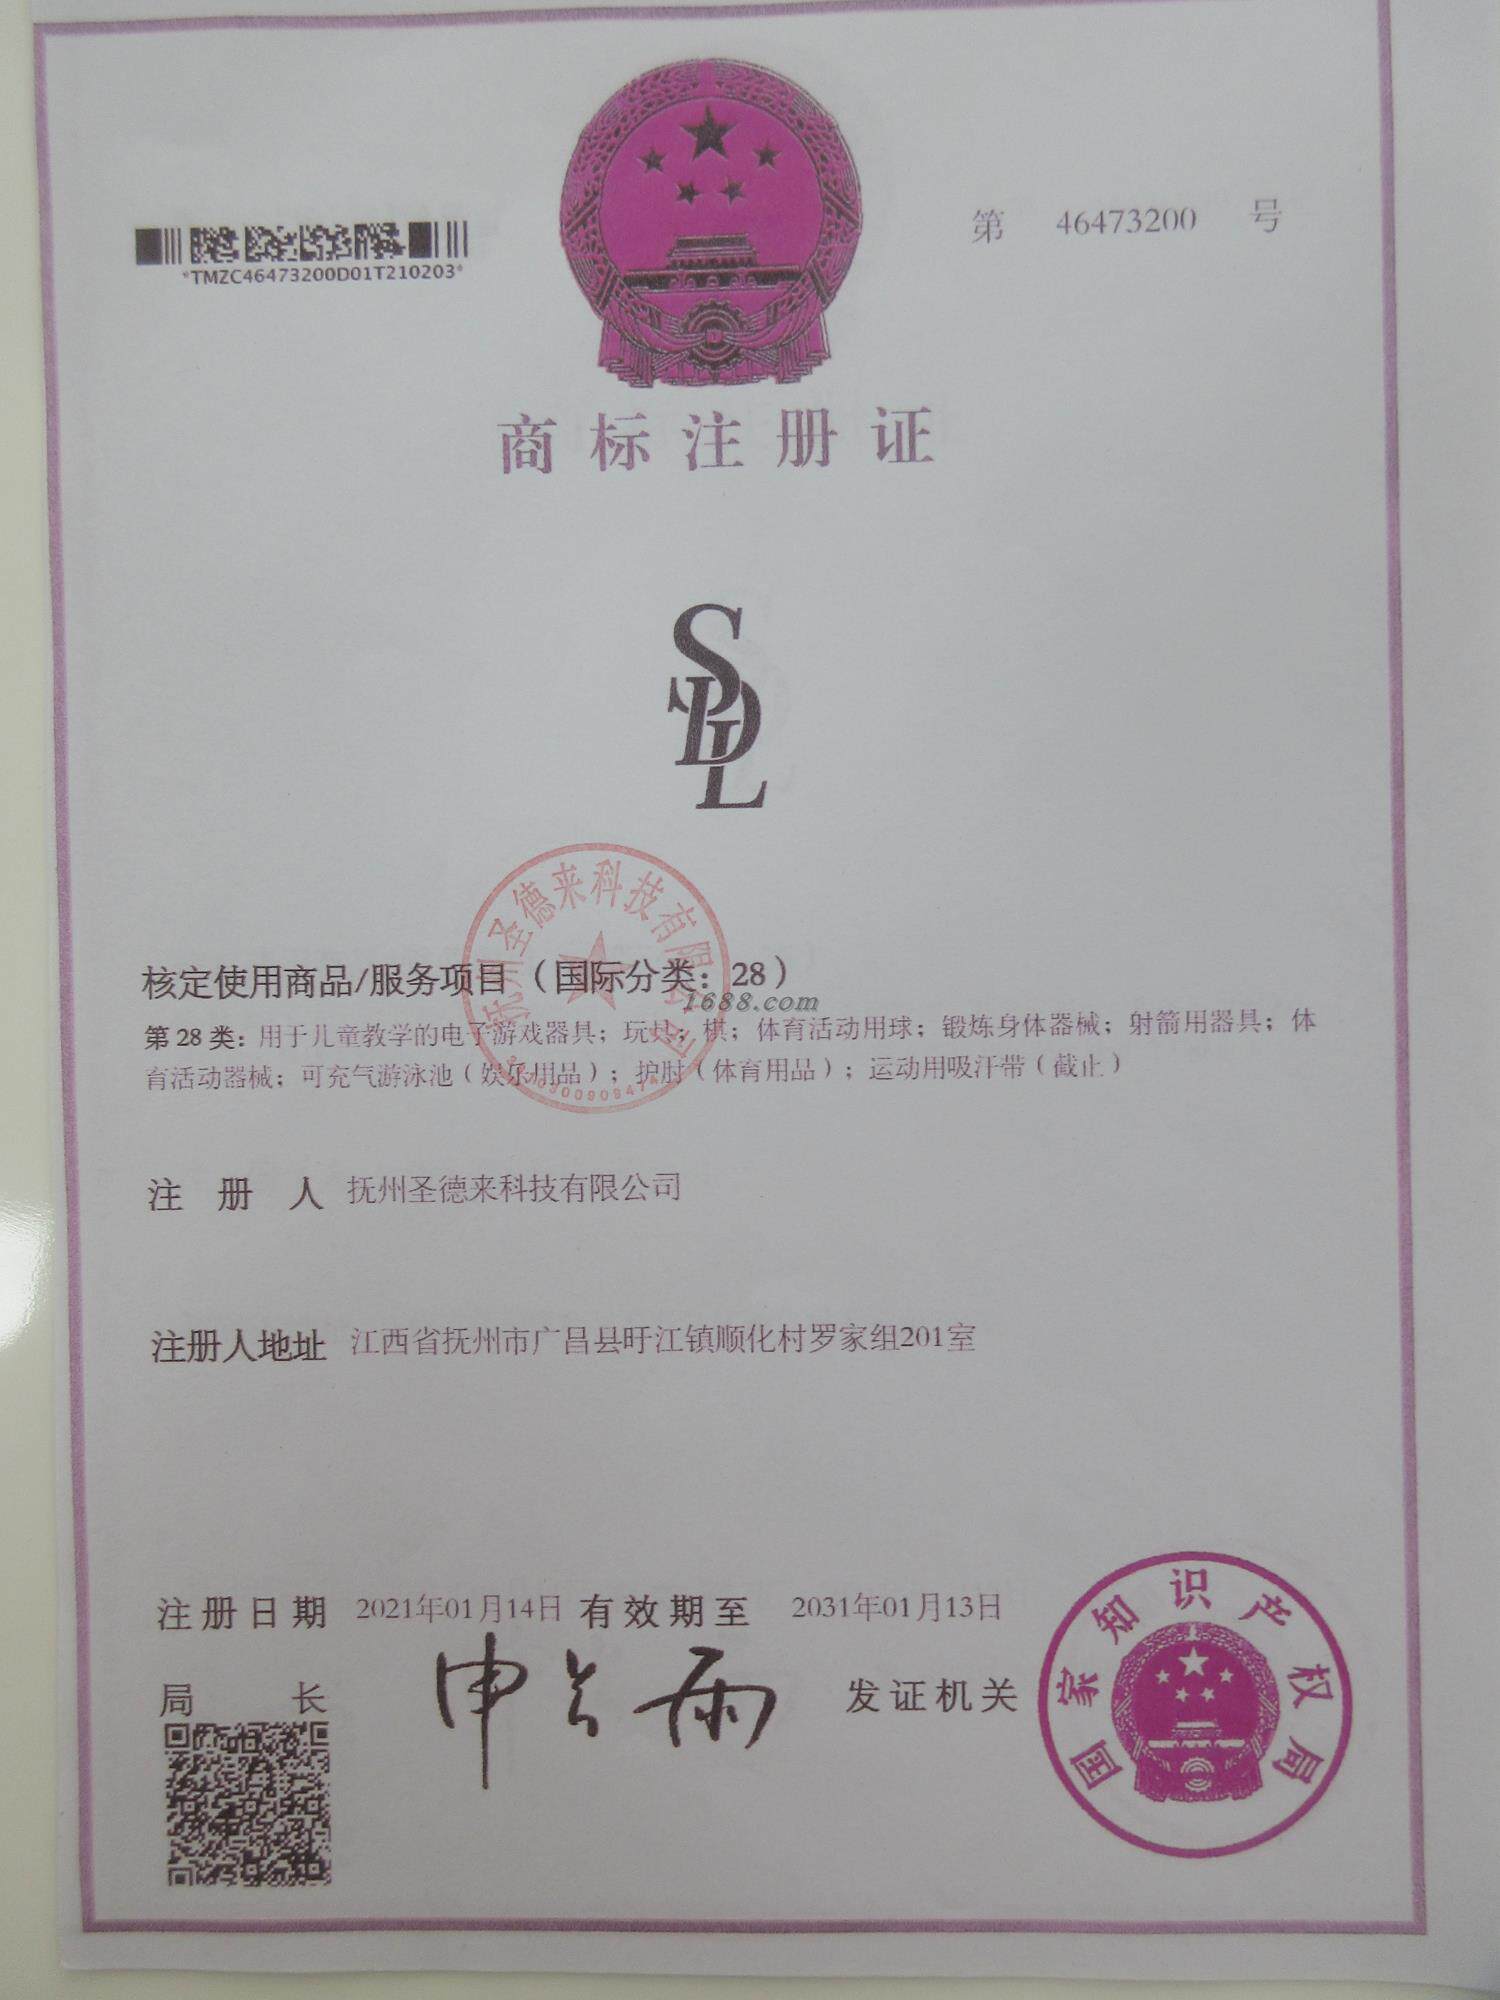 第 46473200 号
*TMZC46473200D01T210203*
商标注册证
SDL
抚州圣德来科技有限公司
核定使用商品/服务项目（国际分类：28）
1688.com
第 28 类：用于儿童教学的电子游戏器具；玩具；棋；体育活动用球；锻炼身体器械；射箭用器具；体
育活动器械；可充气游泳池（娱乐用品）；护肘（体育用品）；运动用吸汗带（截止）
注册人 抚州圣德来科技有限公司
注册人地址 江西省抚州市广昌县旴江镇顺化村罗家组201室
注册日期 2021年01月14日 有效期至 2031年01月13日
局长 申长雨 发证机关
国家知识产权局